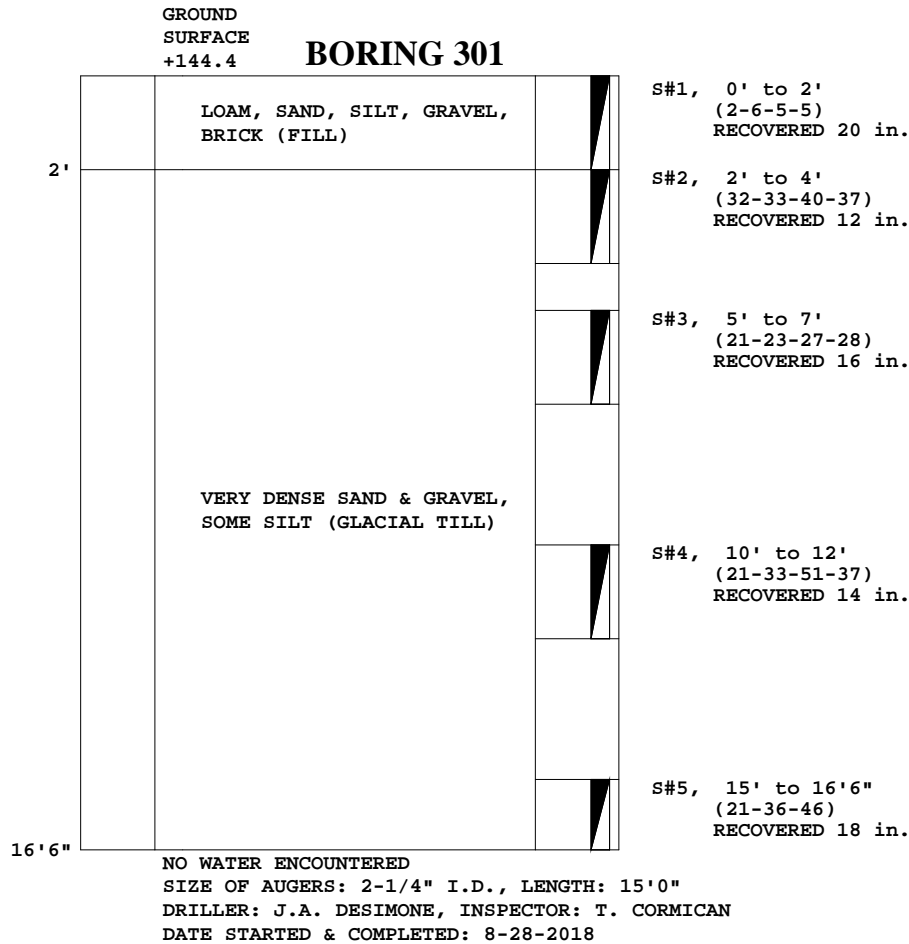 GROUND
SURFACE
+144.4
BORING 301
LOAM, SAND, SILT, GRAVEL,
BRICK (FILL)
S#1, 0' to 2'
(2-6-5-5)
RECOVERED 20 in.
2'
S#2, 2' to 4'
(32-33-40-37)
RECOVERED 12 in.
S#3, 5' to 7'
(21-23-27-28)
RECOVERED 16 in.
VERY DENSE SAND & GRAVEL,
SOME SILT (GLACIAL TILL)
S#4, 10' to 12'
(21-33-51-37)
RECOVERED 14 in.
S#5, 15' to 16'6"
(21-36-46)
RECOVERED 18 in.
16'6"
NO WATER ENCOUNTERED
SIZE OF AUGERS: 2-1/4" I.D., LENGTH: 15'0"
DRILLER: J.A. DESIMONE, INSPECTOR: T. CORMICAN
DATE STARTED & COMPLETED: 8-28-2018